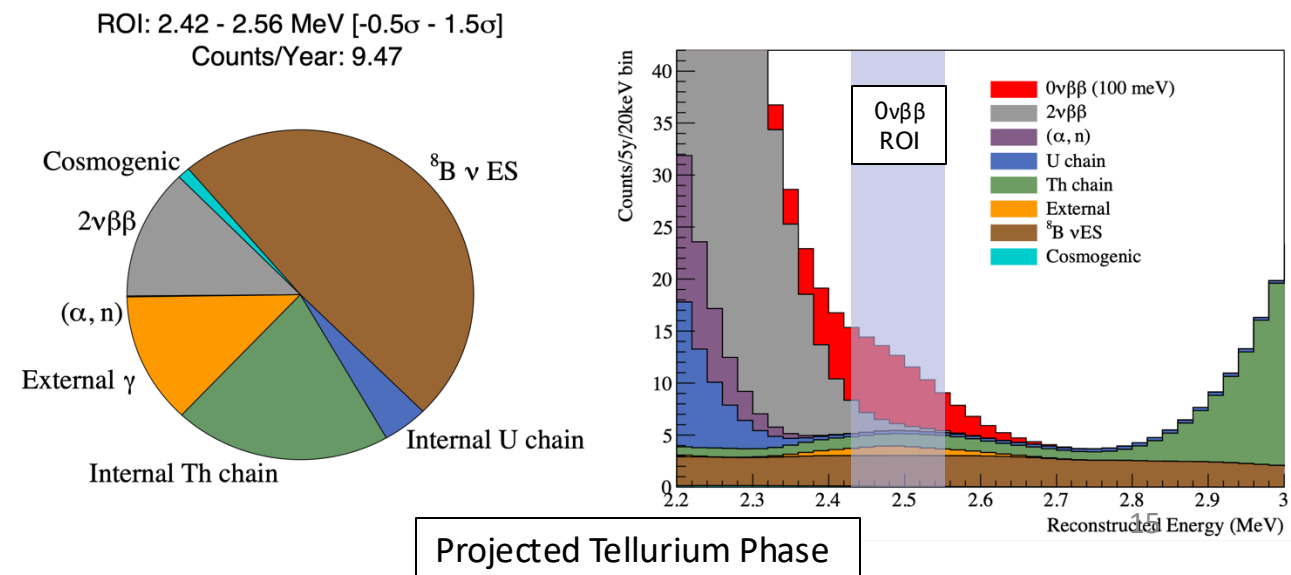 ROI: 2.42 - 2.56 MeV [-0.5σ - 1.5σ]
Counts/Year: 9.47
Cosmogenic
⁸B ν ES
2νββ
(α, n)
External γ
Internal Th chain
Internal U chain
Counts/5y/20keV bin
40
35
30
25
20
15
10
5
0
2.2
2.3
2.4
2.5
2.6
2.7
2.8
2.9
3
Reconstructed Energy (MeV)
0νββ
ROI
0νββ (100 meV)
2νββ
(α, n)
U chain
Th chain
External
⁸B νES
Cosmogenic
15
Projected Tellurium Phase